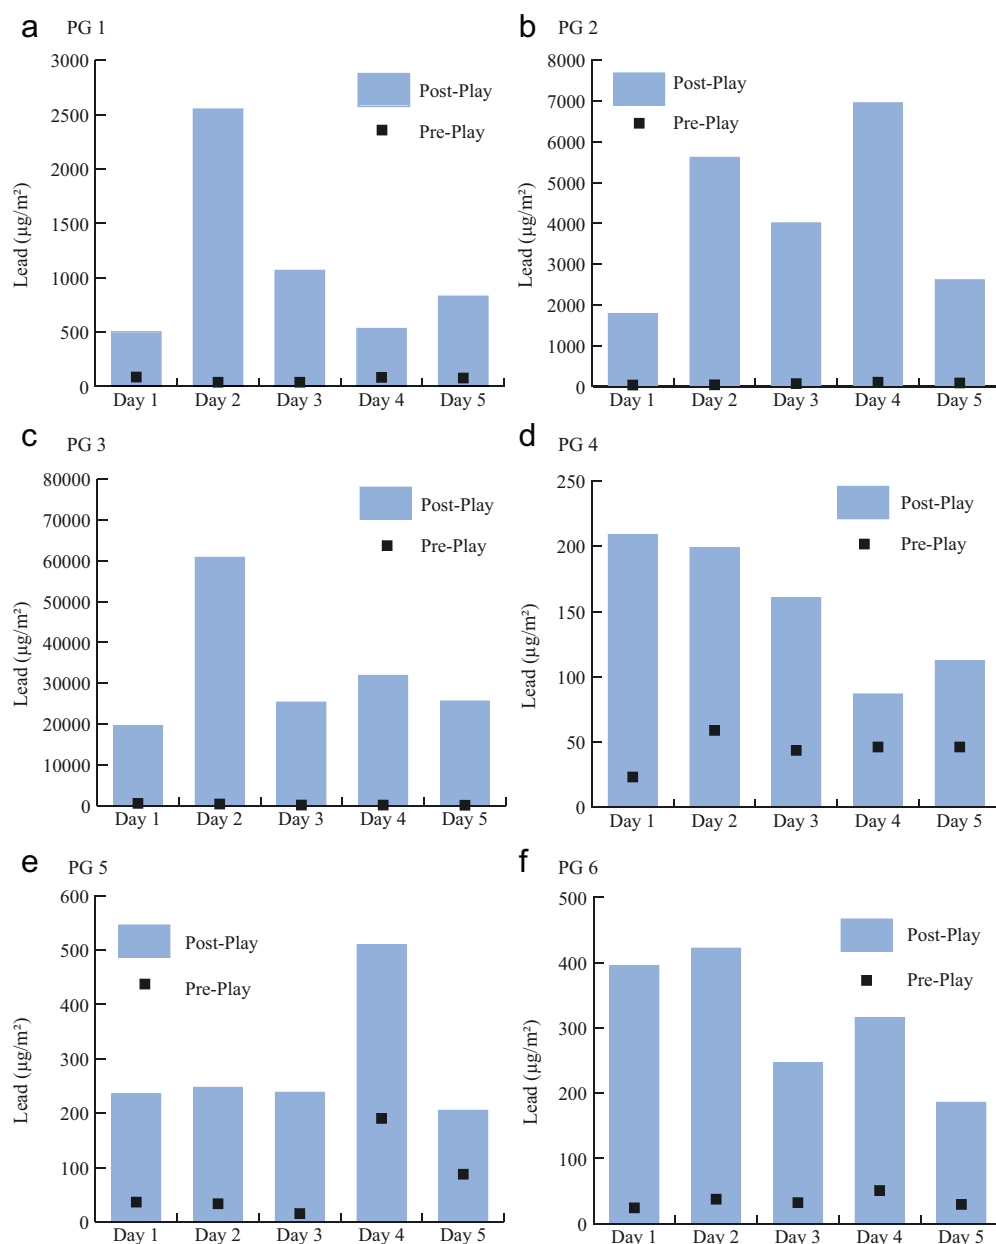 a PG 1
3000
2500
2000
1500
1000
500
0
Lead (µg/m²)
Post-Play
Pre-Play
Day 1 Day 2 Day 3 Day 4 Day 5
b PG 2
8000
7000
6000
5000
4000
3000
2000
1000
0
Lead (µg/m²)
Post-Play
Pre-Play
Day 1 Day 2 Day 3 Day 4 Day 5
c PG 3
80000
70000
60000
50000
40000
30000
20000
10000
0
Lead (µg/m²)
Post-Play
Pre-Play
Day 1 Day 2 Day 3 Day 4 Day 5
d PG 4
250
200
150
100
50
0
Lead (µg/m²)
Post-Play
Pre-Play
Day 1 Day 2 Day 3 Day 4 Day 5
e PG 5
600
500
400
300
200
100
0
Lead (µg/m²)
Post-Play
Pre-Play
Day 1 Day 2 Day 3 Day 4 Day 5
f PG 6
500
400
300
200
100
0
Lead (µg/m²)
Post-Play
Pre-Play
Day 1 Day 2 Day 3 Day 4 Day 5